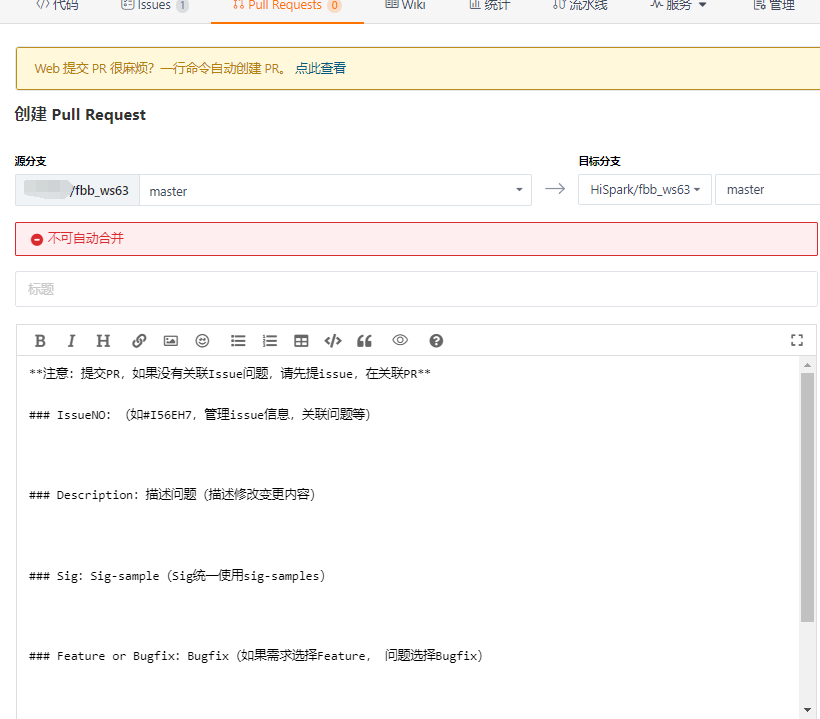 代码 Issues 1 Pull Requests 0 Wiki 统计 流水线 服务 管理
Web 提交 PR 很麻烦？一行命令自动创建 PR。 点此查看
创建 Pull Request
源分支 目标分支
/fbb_ws63 master HiSpark/fbb_ws63 master
不可自动合并
标题
**注意：提交PR，如果没有关联Issue问题，请先提issue，在关联PR**
### IssueNO: （如#I56EH7，管理issue信息，关联问题等）
### Description: 描述问题（描述修改变更内容）
### Sig: Sig-sample（Sig统一使用sig-samples）
### Feature or Bugfix: Bugfix（如果需求选择Feature， 问题选择Bugfix）